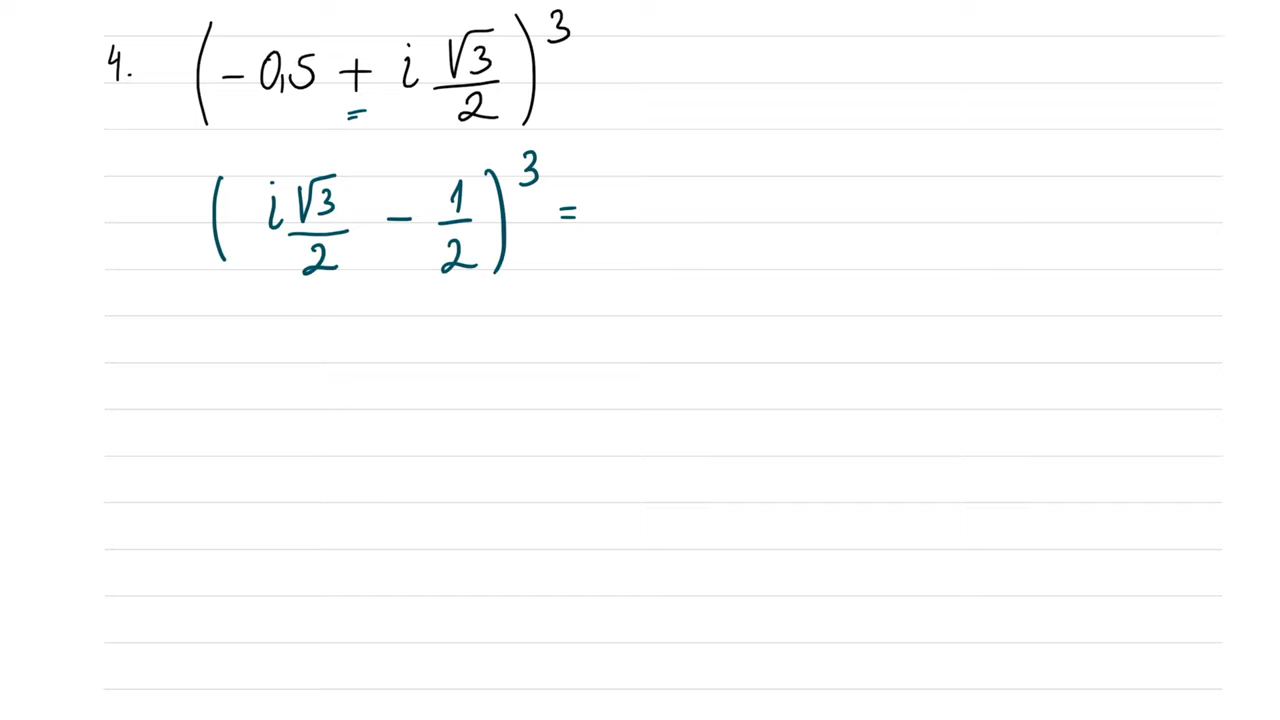 4. (-0,5 + i √3/2)^3
=
(i √3/2 - 1/2)^3 =